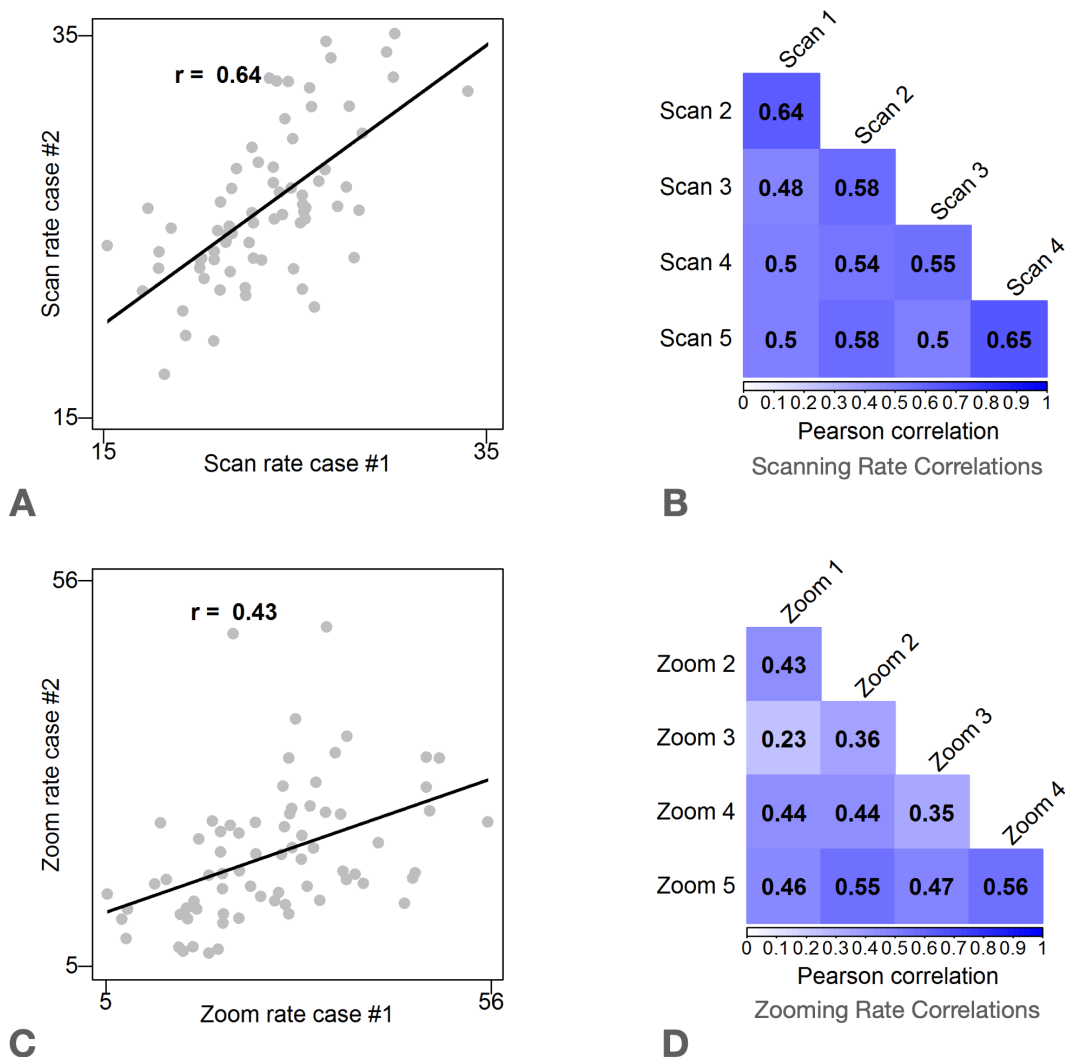 35
r = 0.64
Scan rate case #2
15
15
35
Scan rate case #1
A
Scan 1
Scan 2
0.64
Scan 2
Scan 3
0.48 0.58
Scan 3
Scan 4
0.5 0.54 0.55
Scan 4
Scan 5
0.5 0.58 0.5 0.65
0 0.1 0.2 0.3 0.4 0.5 0.6 0.7 0.8 0.9 1
Pearson correlation
Scanning Rate Correlations
B
56
r = 0.43
Zoom rate case #2
5
5
56
Zoom rate case #1
C
Zoom 1
Zoom 2
0.43
Zoom 2
Zoom 3
0.23 0.36
Zoom 3
Zoom 4
0.44 0.44 0.35
Zoom 4
Zoom 5
0.46 0.55 0.47 0.56
0 0.1 0.2 0.3 0.4 0.5 0.6 0.7 0.8 0.9 1
Pearson correlation
Zooming Rate Correlations
D